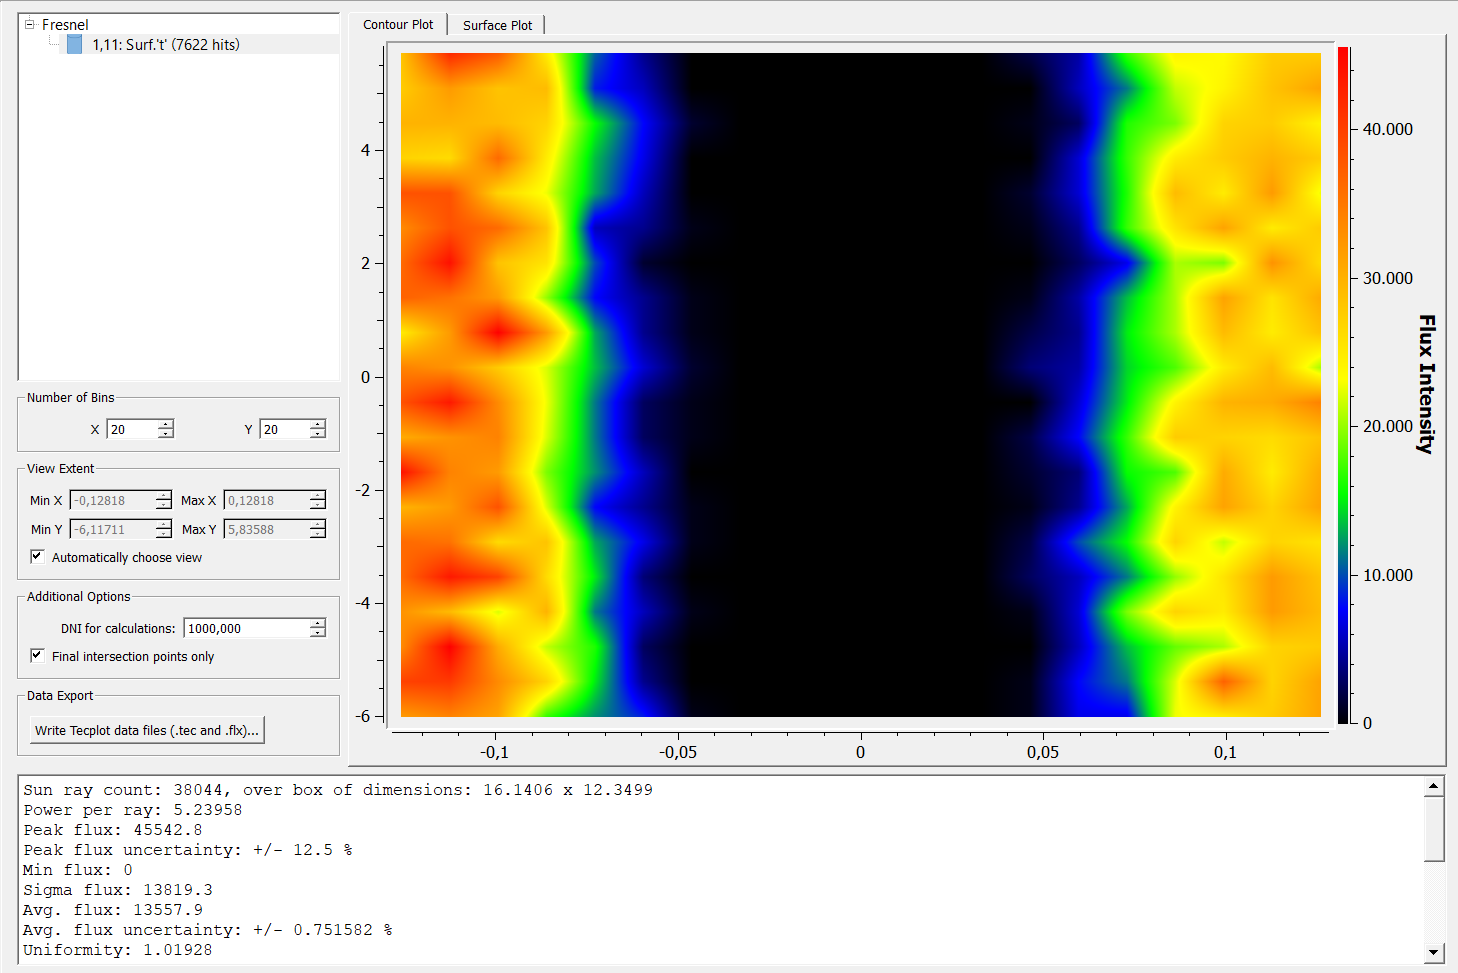 Fresnel
1,11: Surf.'t' (7622 hits)
Number of Bins
X 20 Y 20
View Extent
Min X -0,12818 Max X 0,12818
Min Y -6,11711 Max Y 5,83588
Automatically choose view
Additional Options
DNI for calculations: 1000,000
Final intersection points only
Data Export
Write Tecplot data files (.tec and .flx)...
Contour Plot Surface Plot
4
2
0
-2
-4
-6
-0,1 -0,05 0 0,05 0,1
40.000
30.000
20.000
10.000
0
Flux Intensity
Sun ray count: 38044, over box of dimensions: 16.1406 x 12.3499
Power per ray: 5.23958
Peak flux: 45542.8
Peak flux uncertainty: +/- 12.5 %
Min flux: 0
Sigma flux: 13819.3
Avg. flux: 13557.9
Avg. flux uncertainty: +/- 0.751582 %
Uniformity: 1.01928